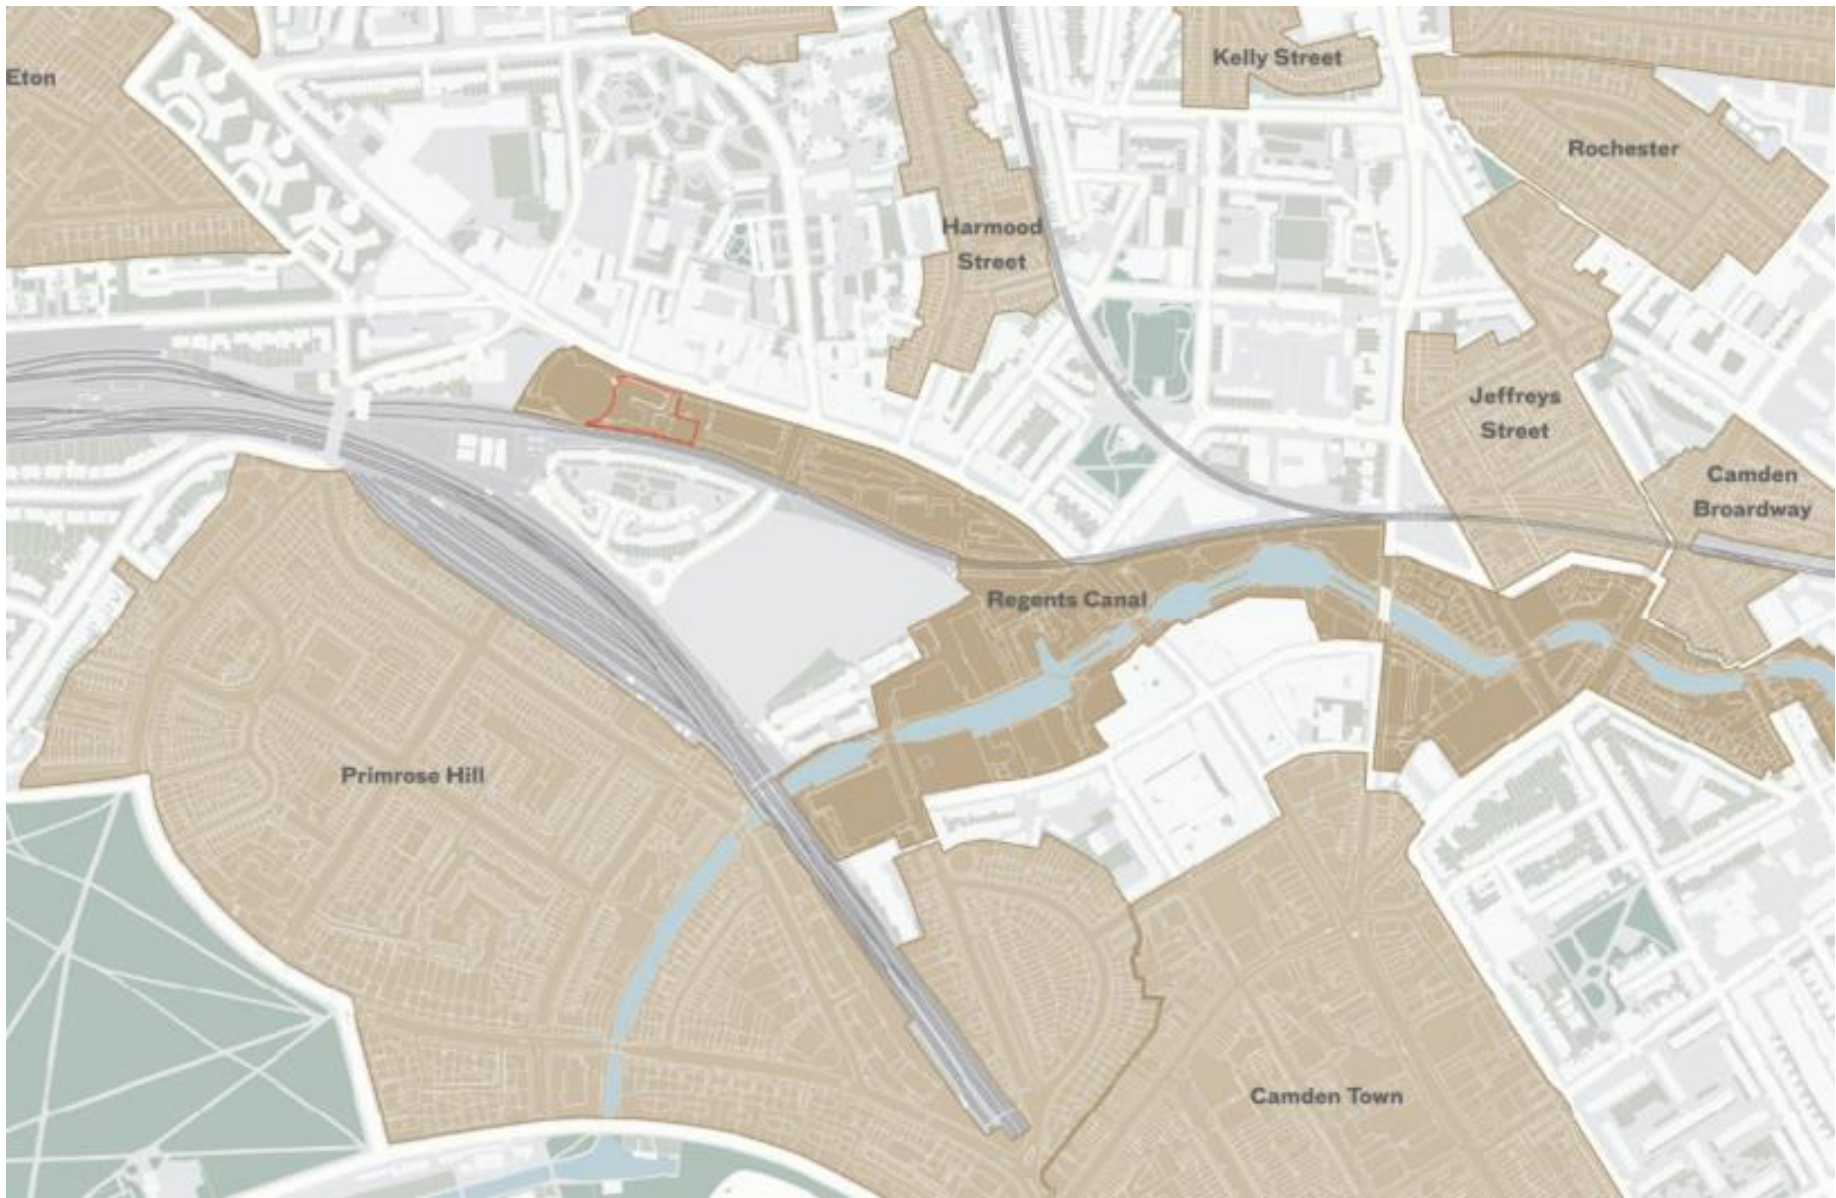 Eton
Kelly Street
Rochester
Harmood
Street
Jeffreys
Street
Camden
Broardway
Regents Canal
Primrose Hill
Camden Town